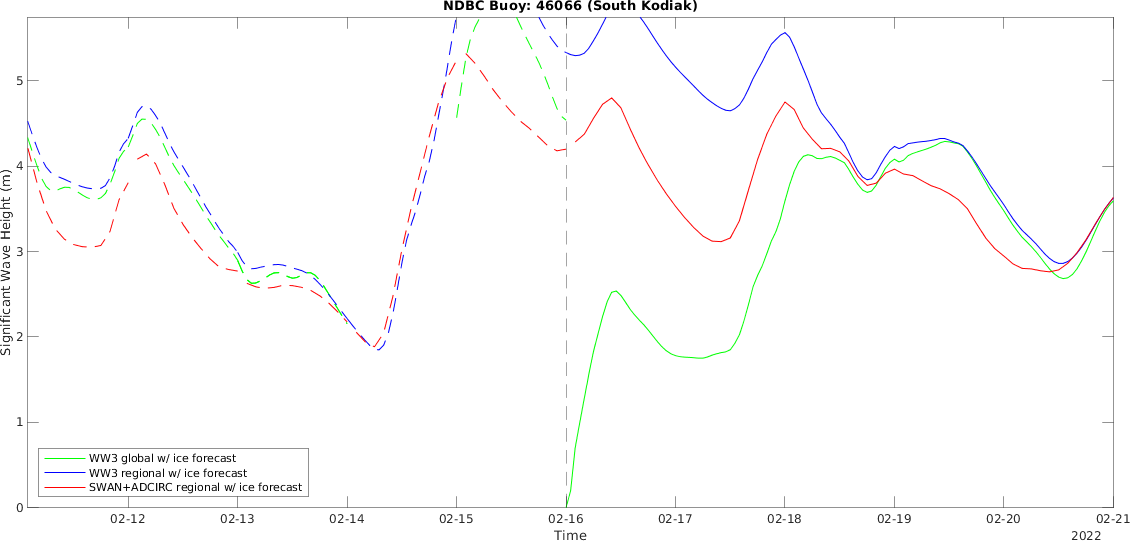 NDBC Buoy: 46066 (South Kodiak)
Significant Wave Height (m)
5
4
3
2
1
0
WW3 global w/ ice forecast
WW3 regional w/ ice forecast
SWAN+ADCIRC regional w/ ice forecast
02-12 02-13 02-14 02-15 02-16 02-17 02-18 02-19 02-20 02-21
Time
2022